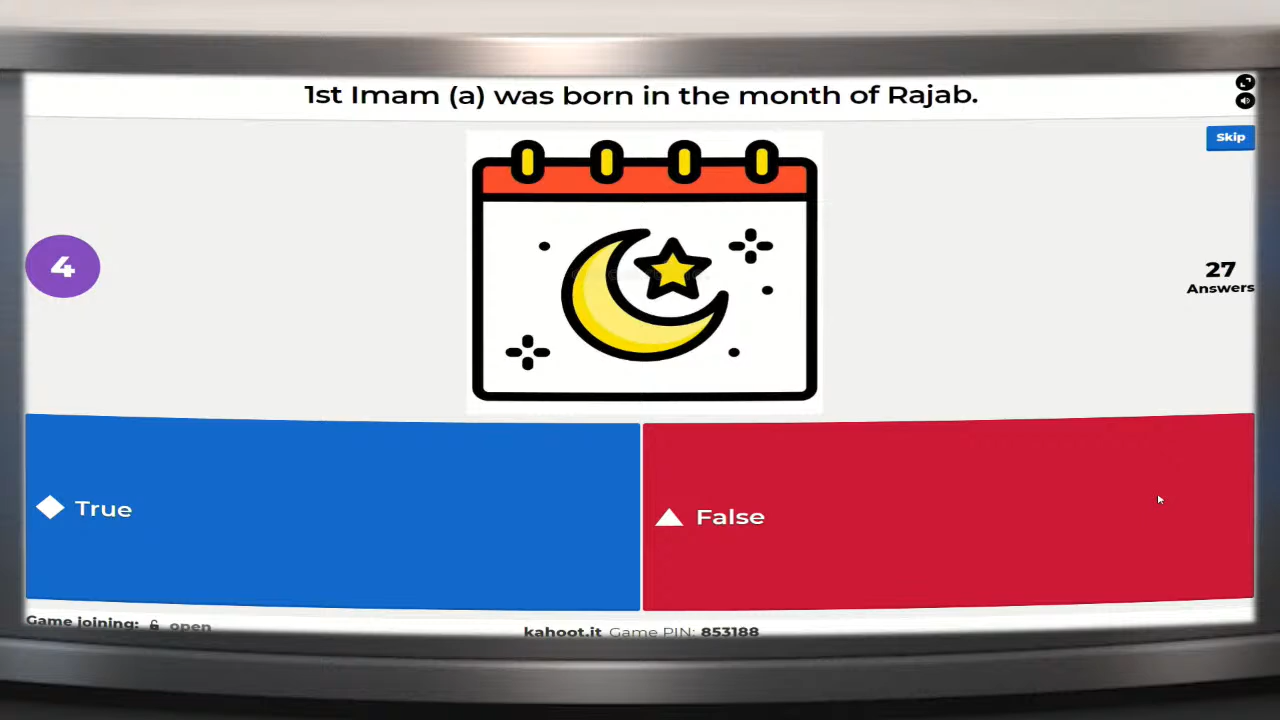 1st Imam (a) was born in the month of Rajab.
Skip
4
27
Answers
True
False
Game joining: open
kahoot.it Game PIN: 853188